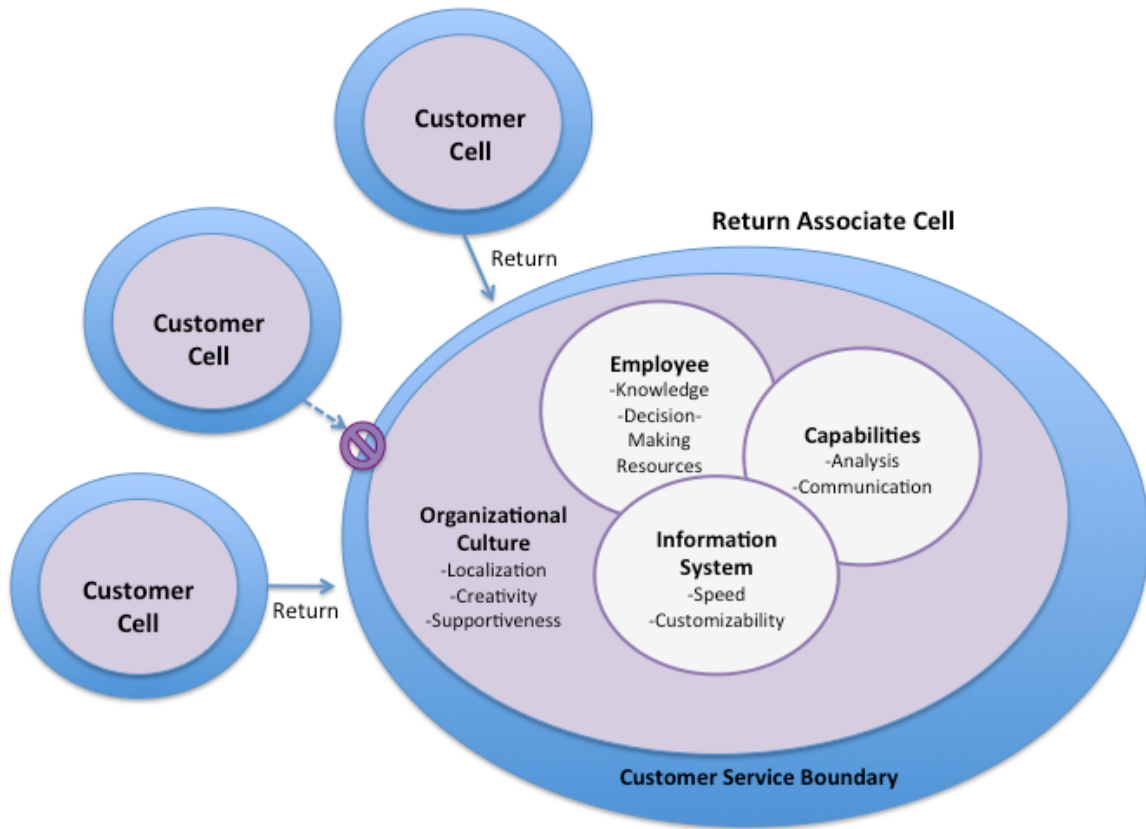 Customer
Cell
Return
Return Associate Cell
Customer
Cell
Customer
Cell
Return
Employee
-Knowledge
-Decision-
Making
Resources
Capabilities
-Analysis
-Communication
Organizational
Culture
-Localization
-Creativity
-Supportiveness
Information
System
-Speed
-Customizability
Customer Service Boundary